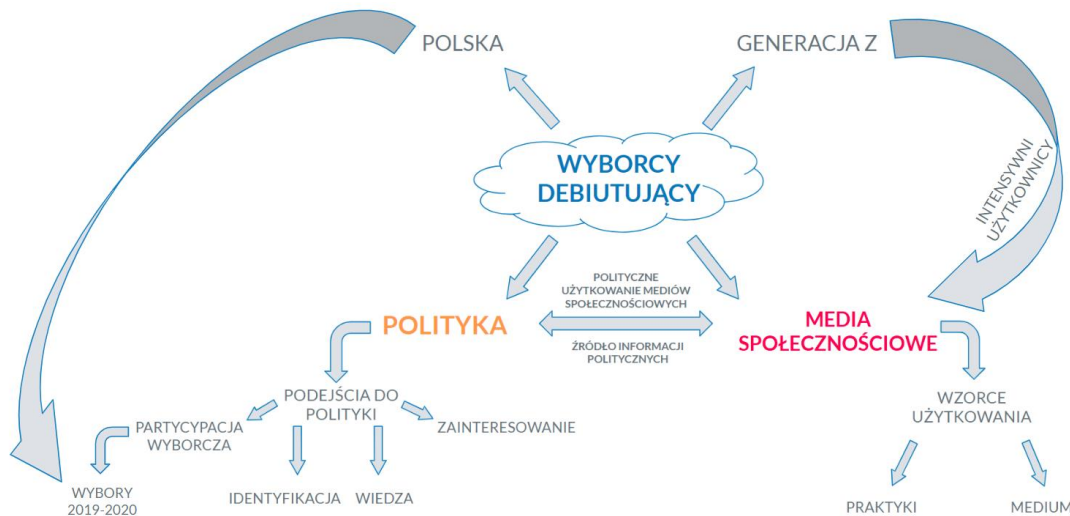 POLSKA
GENERACJA Z
WYBORCY
DEBIUTUJĄCY
INTENSYWNI
UŻYTKOWNICY
POLITYCZNE
UŻYTKOWANIE MEDIÓW
SPOŁECZNOŚCIOWYCH
POLITYKA
MEDIA
SPOŁECZNOŚCIOWE
ŹRÓDŁO INFORMACJI
POLITYCZNYCH
PODEJŚCIA DO
POLITYKI
WZORCE
UŻYTKOWANIA
PARTYCYPACJA
WYBORCZA
ZAINTERESOWANIE
WYBORY
2019-2020
IDENTYFIKACJA
WIEDZA
PRAKTYKI
MEDIUM